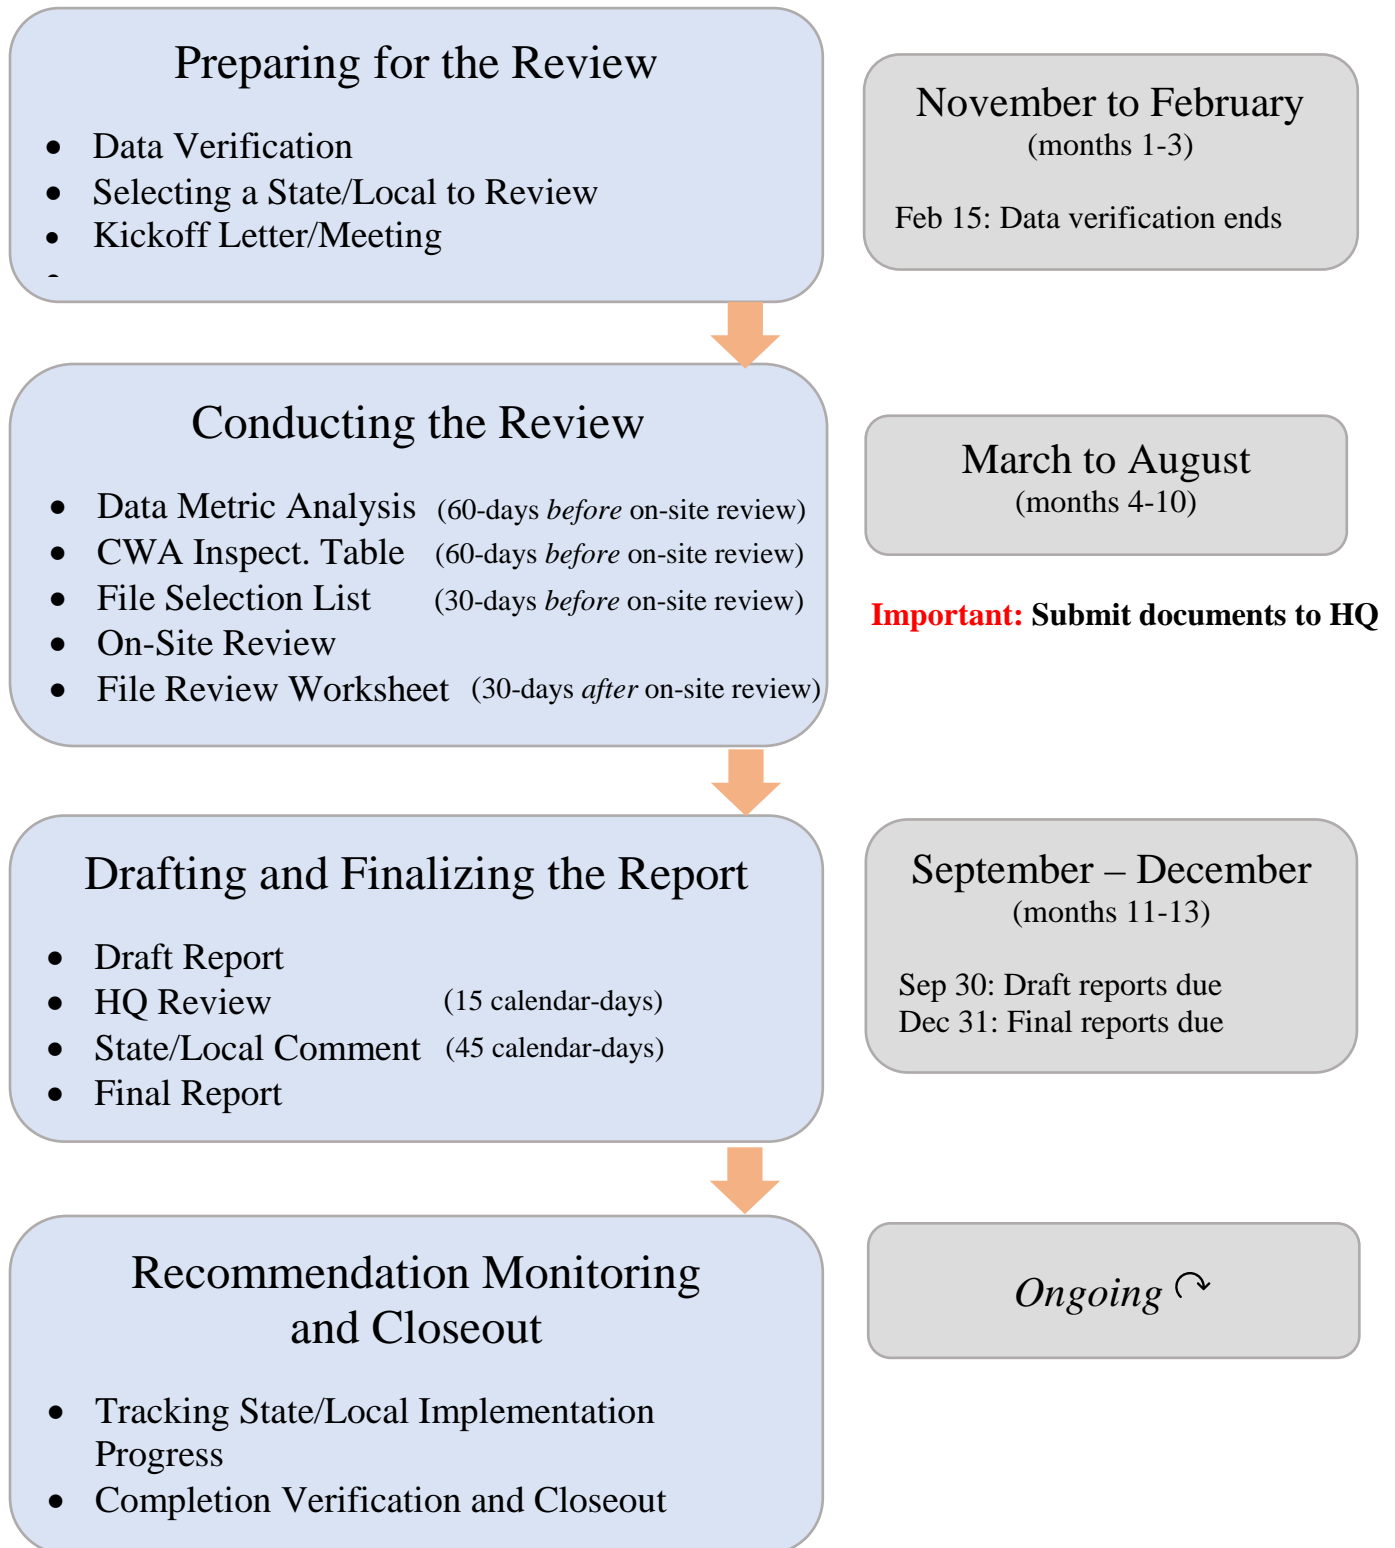 Preparing for the Review
• Data Verification
• Selecting a State/Local to Review
• Kickoff Letter/Meeting
•
November to February
(months 1-3)
Feb 15: Data verification ends
Conducting the Review
• Data Metric Analysis (60-days before on-site review)
• CWA Inspect. Table (60-days before on-site review)
• File Selection List (30-days before on-site review)
• On-Site Review
• File Review Worksheet (30-days after on-site review)
March to August
(months 4-10)
Important: Submit documents to HQ
Drafting and Finalizing the Report
• Draft Report
• HQ Review (15 calendar-days)
• State/Local Comment (45 calendar-days)
• Final Report
September – December
(months 11-13)
Sep 30: Draft reports due
Dec 31: Final reports due
Recommendation Monitoring
and Closeout
• Tracking State/Local Implementation
Progress
• Completion Verification and Closeout
Ongoing